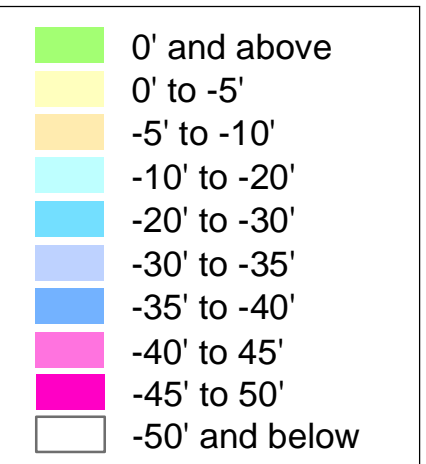 0' and above
0' to -5'
-5' to -10'
-10' to -20'
-20' to -30'
-30' to -35'
-35' to -40'
-40' to 45'
-45' to 50'
-50' and below